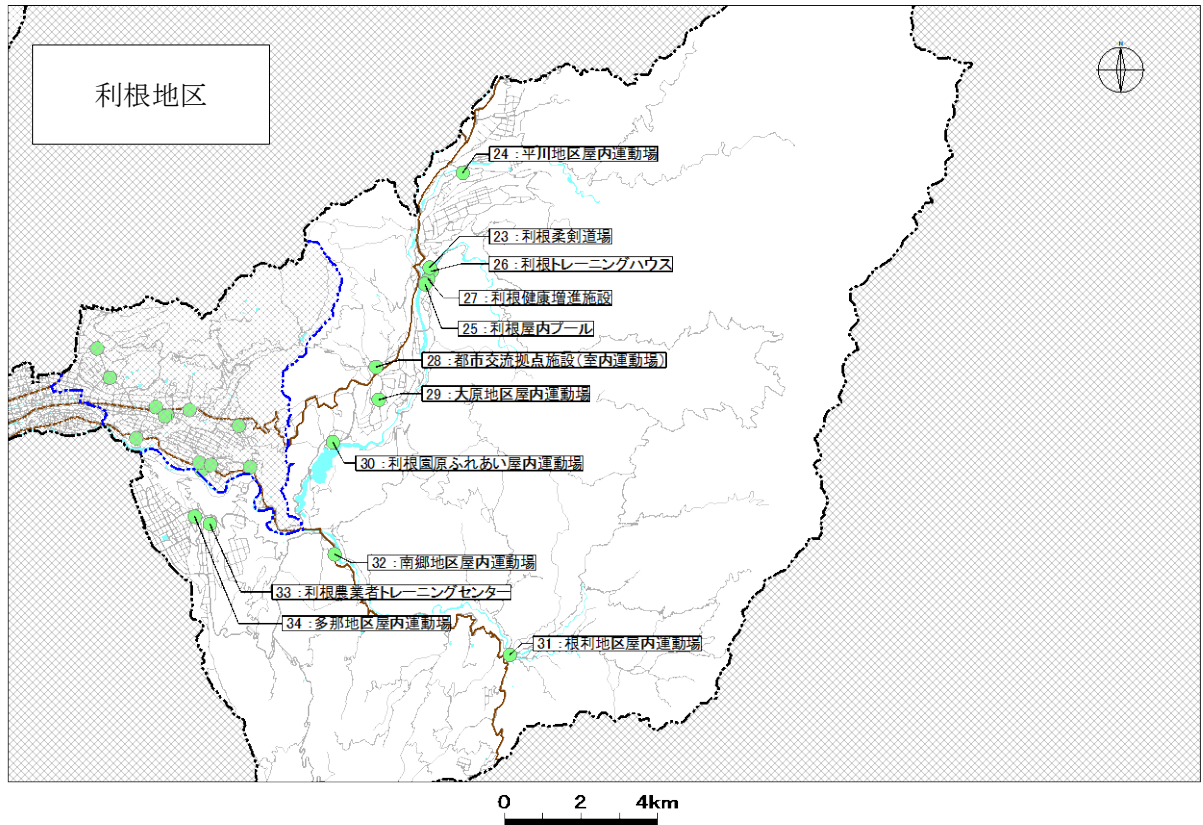 利根地区
N
24：平川地区屋内運動場
23：利根柔剣道場
26：利根トレーニングハウス
27：利根健康増進施設
25：利根屋内プール
28：都市交流拠点施設(室内運動場)
29：大原地区屋内運動場
30：利根園原ふれあい屋内運動場
32：南郷地区屋内運動場
33：利根農業者トレーニングセンター
34：多那地区屋内運動場
31：根利地区屋内運動場
0 2 4km